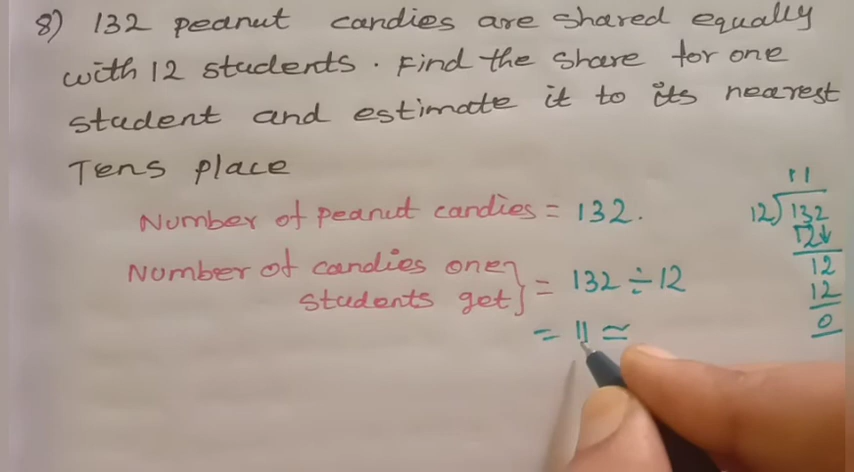 8) 132 peanut candies are shared equally
with 12 students. Find the share for one
student and estimate it to its nearest
Tens place
Number of peanut candies = 132.
Number of candies one
students get } = 132 ÷ 12
= 11 ≃
11
12)132
12↓
12
12
0